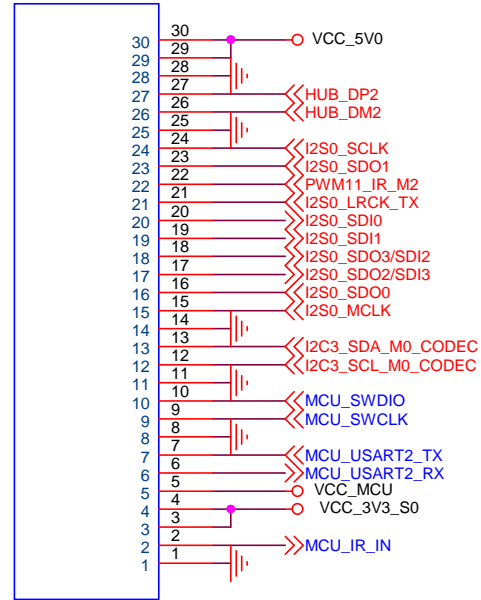 30 30 VCC_5V0
29 29
28 28
27 27 HUB_DP2
26 26 HUB_DM2
25 25
24 24 I2S0_SCLK
23 23 I2S0_SDO1
22 22 PWM11_IR_M2
21 21 I2S0_LRCK_TX
20 20 I2S0_SDI0
19 19 I2S0_SDI1
18 18 I2S0_SDO3/SDI2
17 17 I2S0_SDO2/SDI3
16 16 I2S0_SDO0
15 15 I2S0_MCLK
14 14
13 13 I2C3_SDA_M0_CODEC
12 12 I2C3_SCL_M0_CODEC
11 11
10 10 MCU_SWDIO
9 9 MCU_SWCLK
8 8
7 7 MCU_USART2_TX
6 6 MCU_USART2_RX
5 5 VCC_MCU
4 4 VCC_3V3_S0
3 3
2 2 MCU_IR_IN
1 1